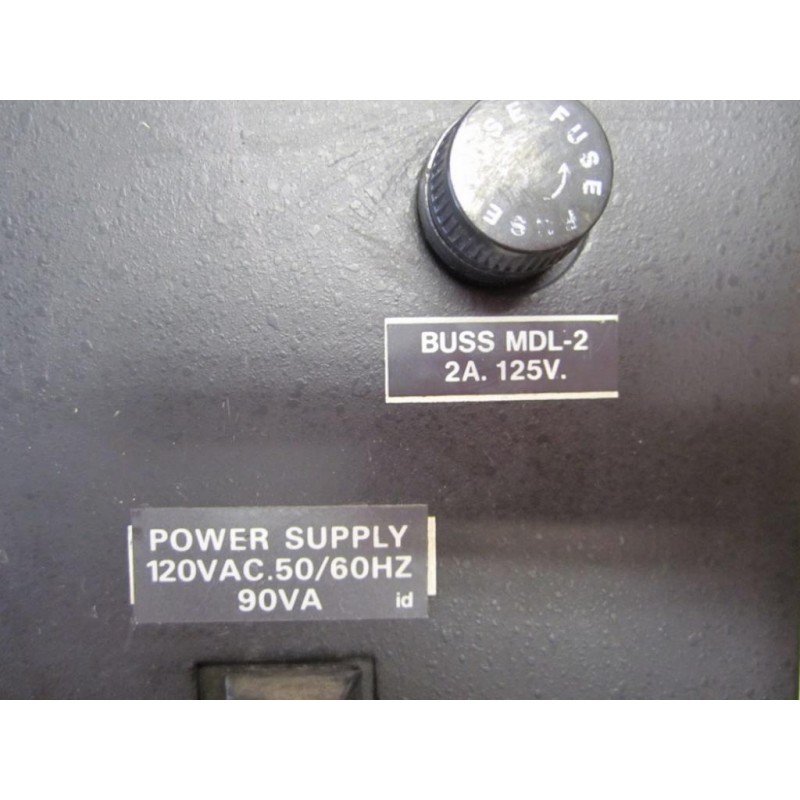 FUSE
BUSS MDL-2
2A. 125V.
POWER SUPPLY
120VAC.50/60HZ
90VA id